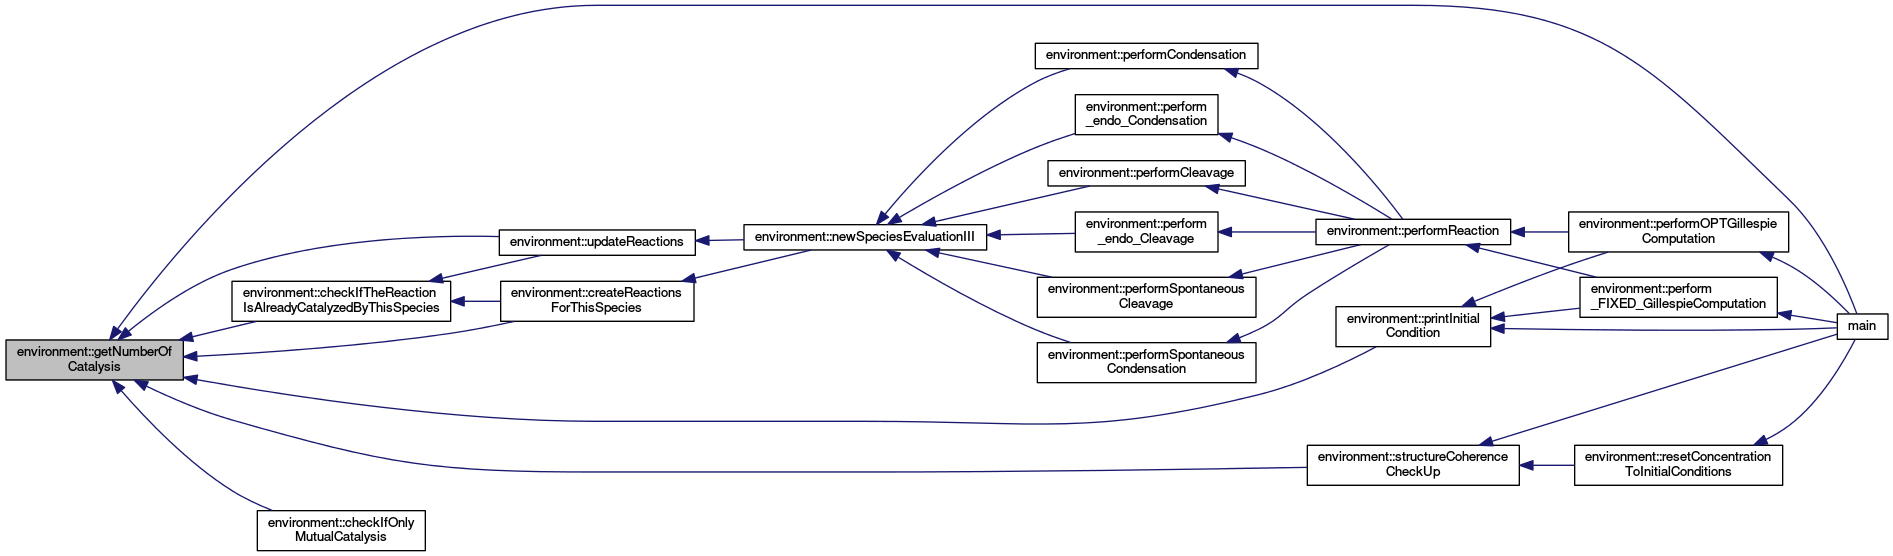 environment::getNumberOf
Catalysis
environment::updateReactions
environment::checkIfTheReaction
IsAlreadyCatalyzedByThisSpecies
environment::createReactions
ForThisSpecies
environment::checkIfOnly
MutualCatalysis
environment::newSpeciesEvaluationIII
environment::performCondensation
environment::perform
_endo_Condensation
environment::performCleavage
environment::perform
_endo_Cleavage
environment::performSpontaneous
Cleavage
environment::performSpontaneous
Condensation
environment::performReaction
environment::printInitial
Condition
environment::structureCoherence
CheckUp
environment::performOPTGillespie
Computation
environment::perform
_FIXED_GillespieComputation
environment::resetConcentration
ToInitialConditions
main